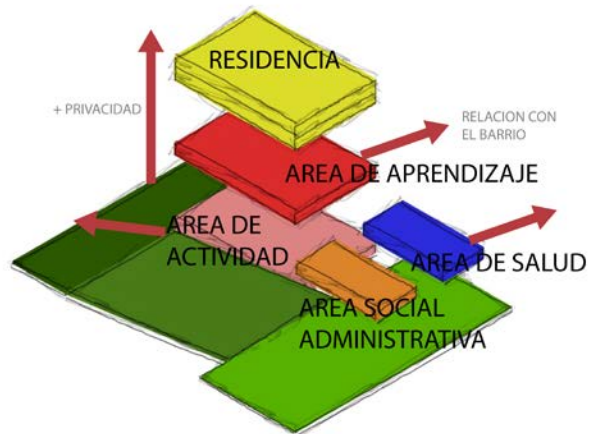 RESIDENCIA
+ PRIVACIDAD
RELACION CON
EL BARRIO
AREA DE APRENDIZAJE
AREA DE
ACTIVIDAD
AREA DE SALUD
AREA SOCIAL
ADMINISTRATIVA